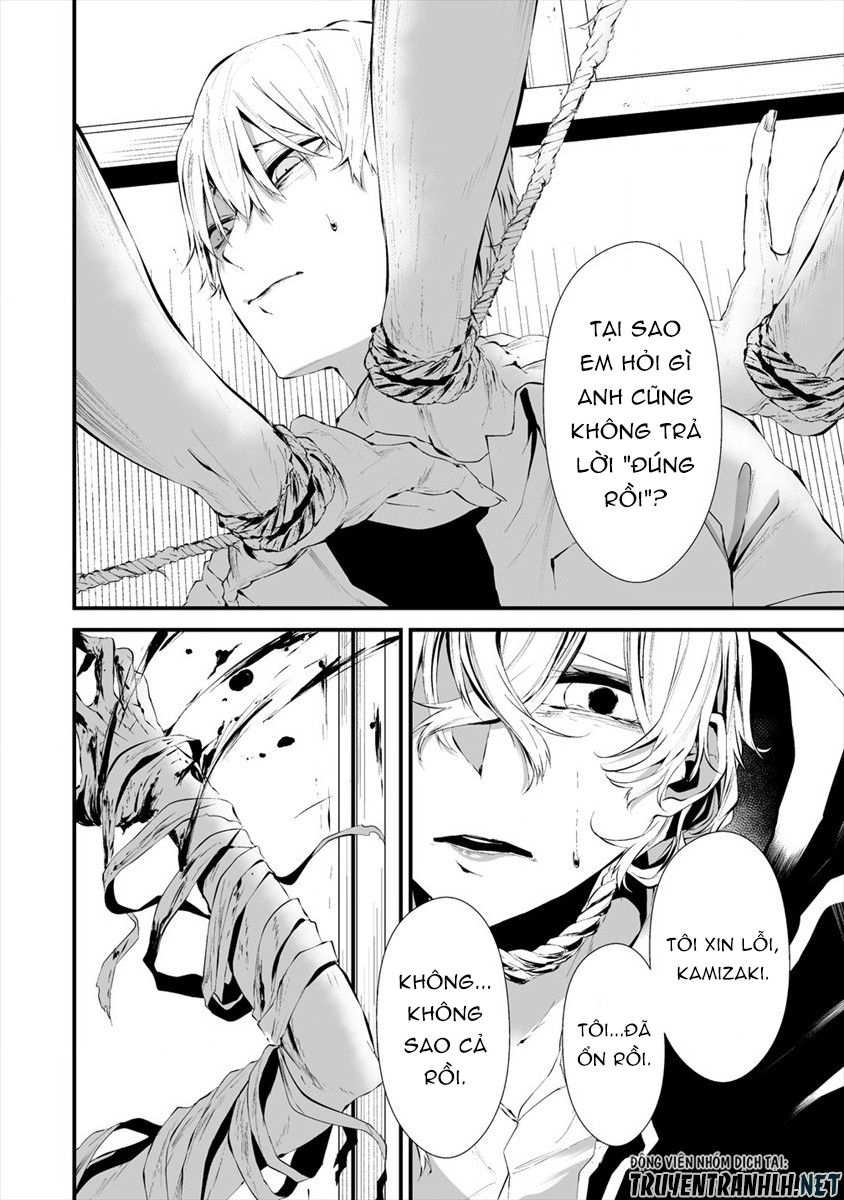 TẠI SAO
EM HỎI GÌ
ANH CŨNG
KHÔNG TRẢ
LỜI "ĐÚNG
RỒI"?
TÔI XIN LỖI,
KAMIZAKI.
TÔI...ĐÃ
ỔN RỒI.
KHÔNG...
KHÔNG
SAO CẢ
RỒI.
ĐỘNG VIÊN NHÓM DỊCH TẠI:
TRUYENTRANHLH.NET